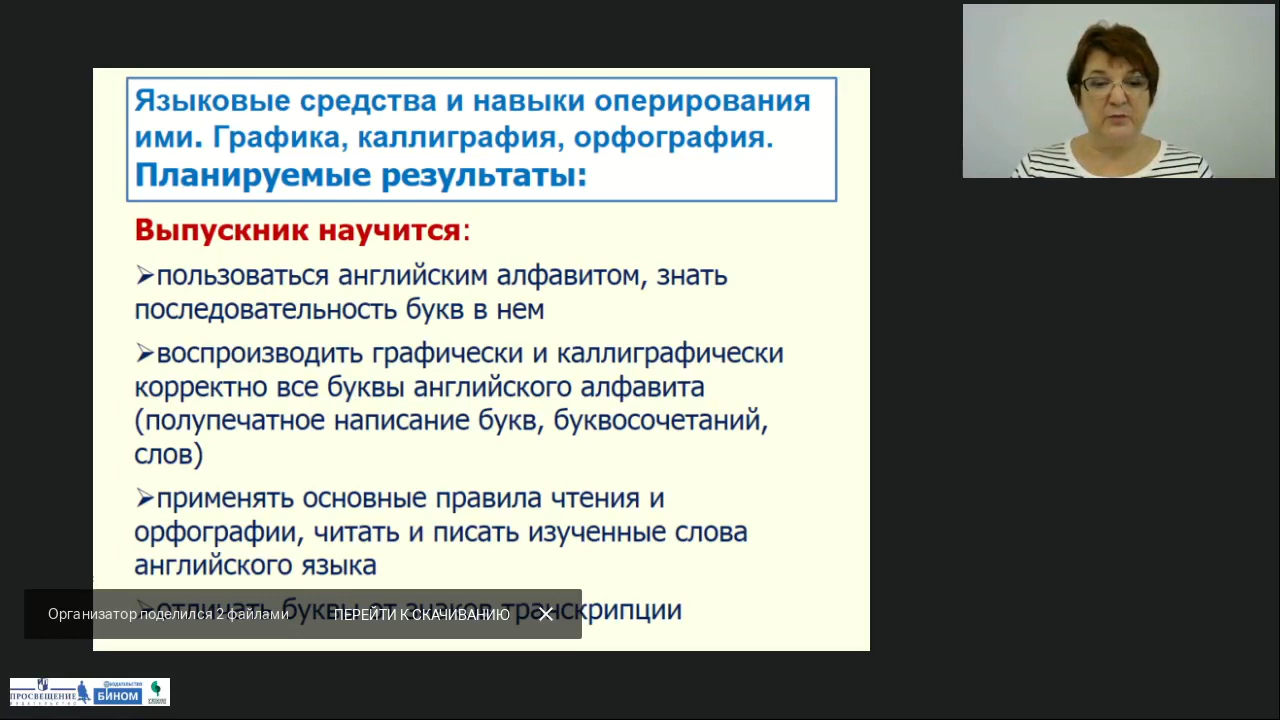 Языковые средства и навыки оперирования
ими. Графика, каллиграфия, орфография.
Планируемые результаты:
Выпускник научится:
➢пользоваться английским алфавитом, знать
последовательность букв в нем
➢воспроизводить графически и каллиграфически
корректно все буквы английского алфавита
(полупечатное написание букв, буквосочетаний,
слов)
➢применять основные правила чтения и
орфографии, читать и писать изученные слова
английского языка
➢отличать буквы от знаков транскрипции
Организатор поделился 2 файлами ПЕРЕЙТИ К СКАЧИВАНИЮ
ПРОСВЕЩЕНИЕ
ИЗДАТЕЛЬСТВО
ИЗДАТЕЛЬСТВО
БИНОМ